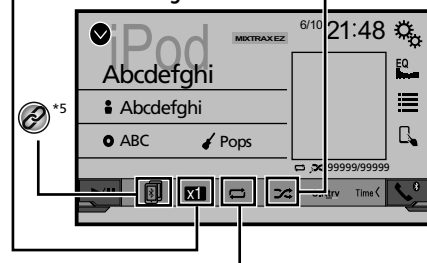 iPod
MIXTRAX EZ
6/10 21:48
EQ
Abcdefghi
Abcdefghi
ABC Pops
*5
99999/99999
x1
Time